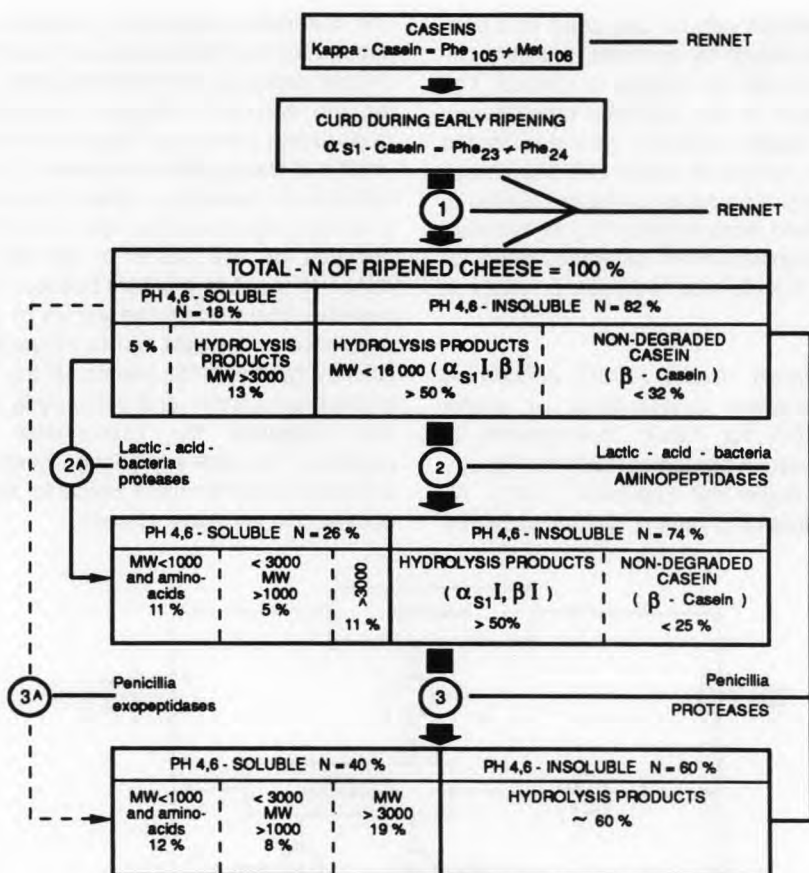 CASEINS
Kappa - Casein = Phe 105 ≠ Met 106
RENNET
CURD DURING EARLY RIPENING
α S1 - Casein = Phe23 ≠ Phe24
1
RENNET
TOTAL - N OF RIPENED CHEESE = 100 %
PH 4,6 - SOLUBLE
N = 18 %
PH 4,6 - INSOLUBLE N = 82 %
5 %
HYDROLYSIS
PRODUCTS
MW >3000
13 %
HYDROLYSIS PRODUCTS
MW < 16 000 ( αS1 I, β I )
> 50 %
NON-DEGRADED
CASEIN
( β - Casein )
< 32 %
2A
Lactic - acid -
bacteria
proteases
2
Lactic - acid - bacteria
AMINOPEPTIDASES
PH 4,6 - SOLUBLE N = 26 %
PH 4,6 - INSOLUBLE N = 74 %
MW<1000
and amino-
acids
11 %
< 3000
MW
>1000
5 %
>3000
11 %
HYDROLYSIS PRODUCTS
( αS1 I, β I )
> 50%
NON-DEGRADED
CASEIN
( β - Casein )
< 25 %
3A
Penicillia
exopeptidases
3
Penicillia
PROTEASES
PH 4,6 - SOLUBLE N = 40 %
PH 4,6 - INSOLUBLE N = 60 %
MW<1000
and amino-
acids
12 %
< 3000
MW
>1000
8 %
MW
> 3000
19 %
HYDROLYSIS PRODUCTS
~ 60 %